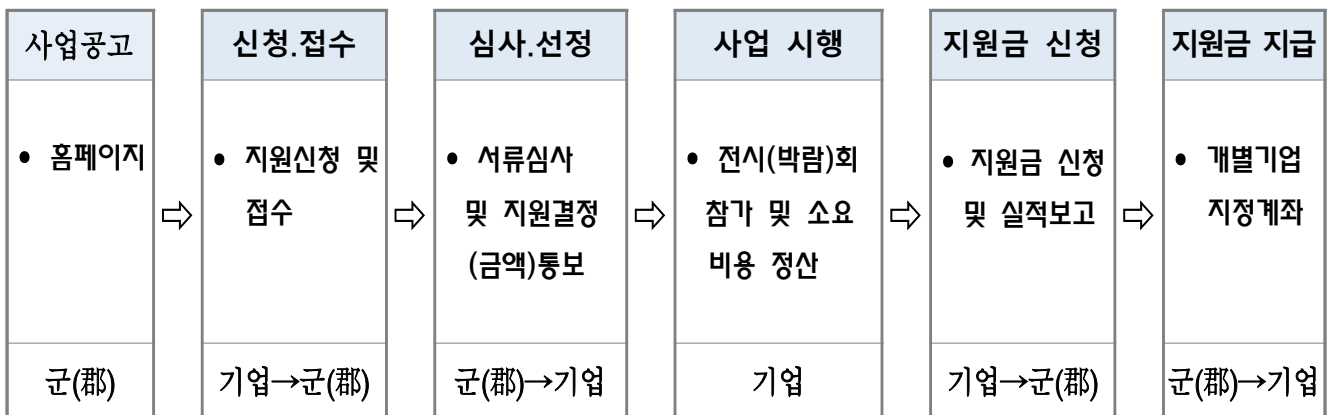 사업공고
• 홈페이지
군(郡)
⇨
신청.접수
• 지원신청 및
접수
기업→군(郡)
⇨
심사.선정
• 서류심사
및 지원결정
(금액)통보
군(郡)→기업
⇨
사업 시행
• 전시(박람)회
참가 및 소요
비용 정산
기업
⇨
지원금 신청
• 지원금 신청
및 실적보고
기업→군(郡)
⇨
지원금 지급
• 개별기업
지정계좌
군(郡)→기업